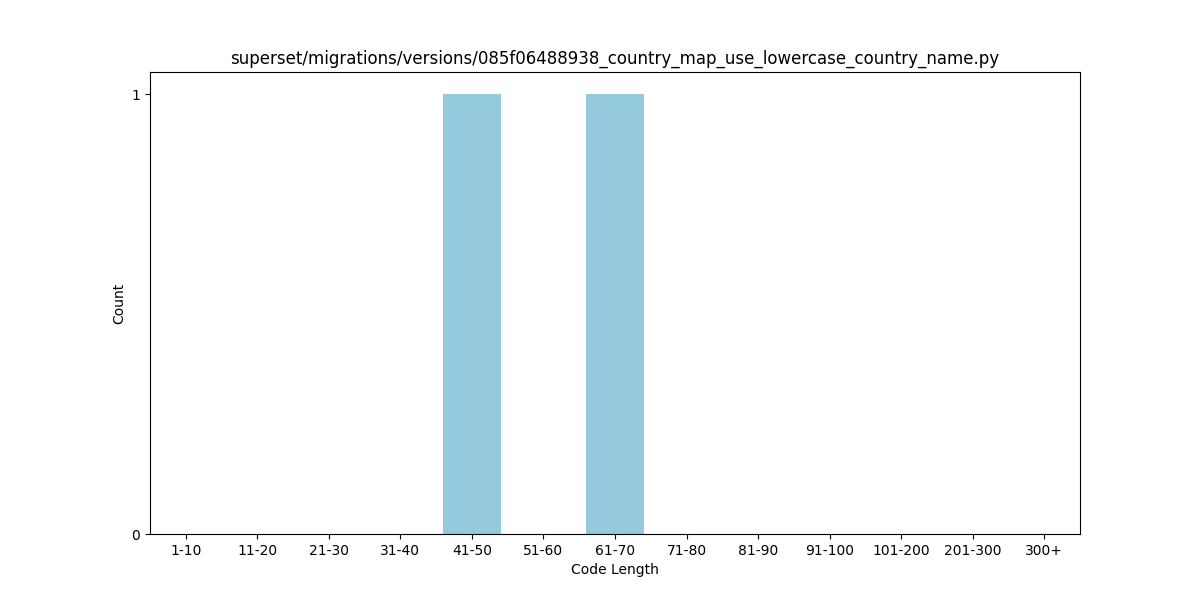 superset/migrations/versions/085f06488938_country_map_use_lowercase_country_name.py
1
Count
0
1-10 11-20 21-30 31-40 41-50 51-60 61-70 71-80 81-90 91-100 101-200 201-300 300+
Code Length